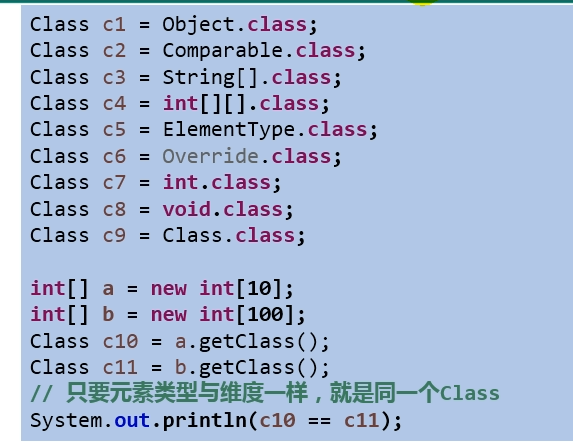 Class c1 = Object.class;
Class c2 = Comparable.class;
Class c3 = String[].class;
Class c4 = int[][].class;
Class c5 = ElementType.class;
Class c6 = Override.class;
Class c7 = int.class;
Class c8 = void.class;
Class c9 = Class.class;
int[] a = new int[10];
int[] b = new int[100];
Class c10 = a.getClass();
Class c11 = b.getClass();
// 只要元素类型与维度一样，就是同一个Class
System.out.println(c10 == c11);